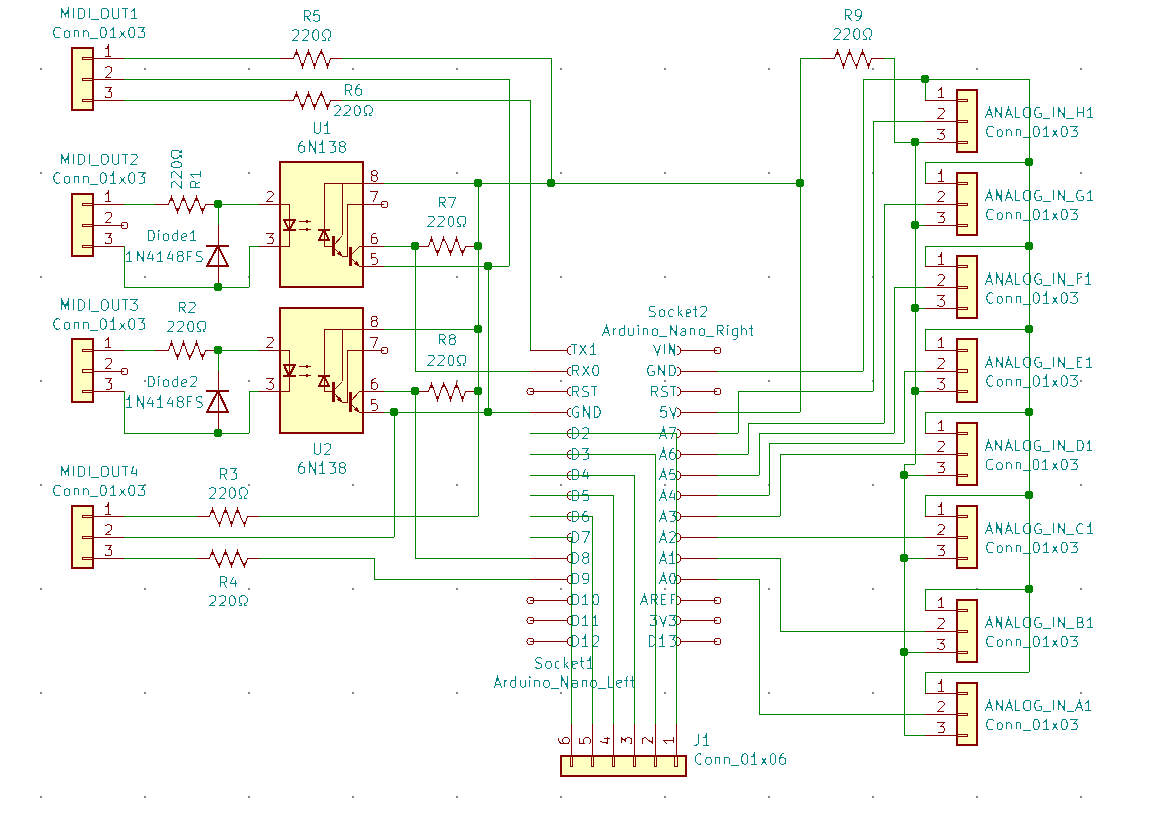 MIDI_OUT1
Conn_01x03
1
2
3
R5
220Ω
R6
220Ω
R9
220Ω
U1
6N138
MIDI_OUT2
Conn_01x03
1
2
3
220Ω
R1
Diode1
1N4148FS
2
3
8
7
6
5
R7
220Ω
MIDI_OUT3
Conn_01x03
1
2
3
R2
220Ω
Diode2
1N4148FS
2
3
8
7
6
5
U2
6N138
R8
220Ω
MIDI_OUT4
Conn_01x03
1
2
3
R3
220Ω
R4
220Ω
Socket2
Arduino_Nano_Right
TX1
RX0
RST
GND
D2
D3
D4
D5
D6
D7
D8
D9
D10
D11
D12
VIN
GND
RST
5V
A7
A6
A5
A4
A3
A2
A1
A0
AREF
3V3
D13
Socket1
Arduino_Nano_Left
6
5
4
3
2
1
J1
Conn_01x06
1
2
3
ANALOG_IN_H1
Conn_01x03
1
2
3
ANALOG_IN_G1
Conn_01x03
1
2
3
ANALOG_IN_F1
Conn_01x03
1
2
3
ANALOG_IN_E1
Conn_01x03
1
2
3
ANALOG_IN_D1
Conn_01x03
1
2
3
ANALOG_IN_C1
Conn_01x03
1
2
3
ANALOG_IN_B1
Conn_01x03
1
2
3
ANALOG_IN_A1
Conn_01x03